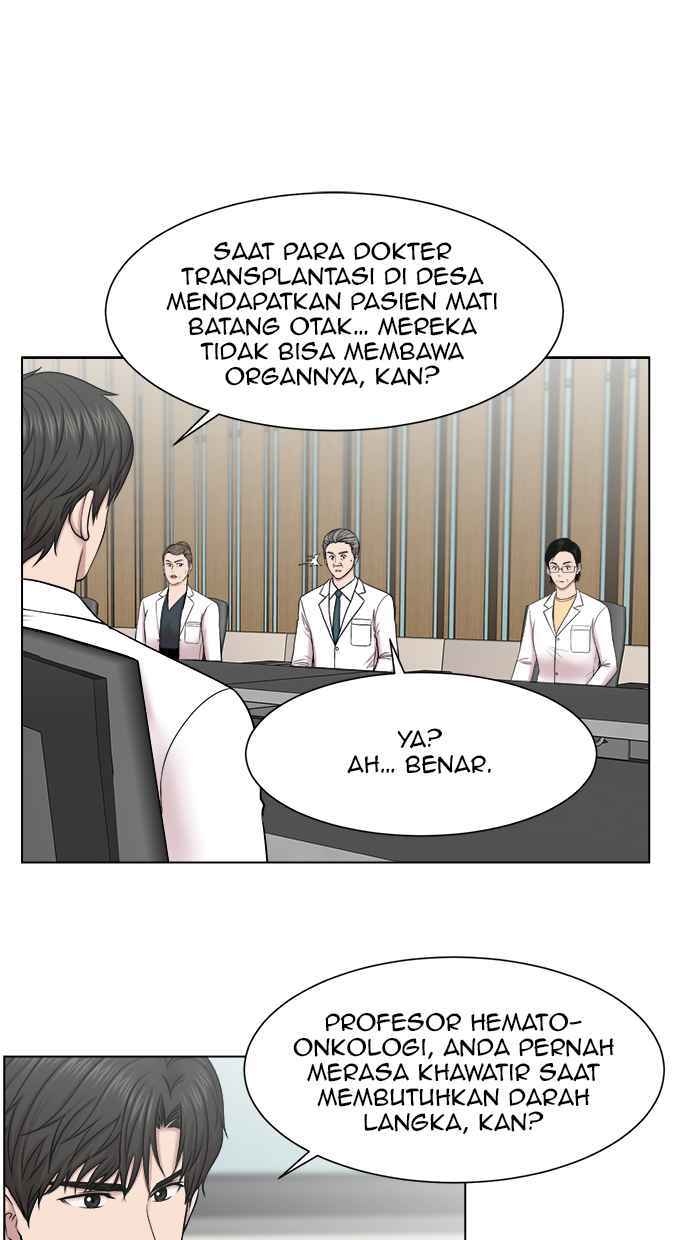 SAAT PARA DOKTER
TRANSPLANTASI DI DESA
MENDAPATKAN PASIEN MATI
BATANG OTAK... MEREKA
TIDAK BISA MEMBAWA
ORGANNYA, KAN?
YA?
AH... BENAR.
PROFESOR HEMATO-
ONKOLOGI, ANDA PERNAH
MERASA KHAWATIR SAAT
MEMBUTUHKAN DARAH
LANGKA, KAN?